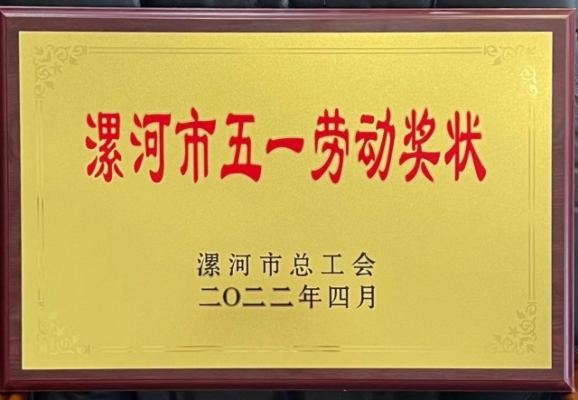 漯河市五一劳动奖状
漯河市总工会
二〇二二年四月